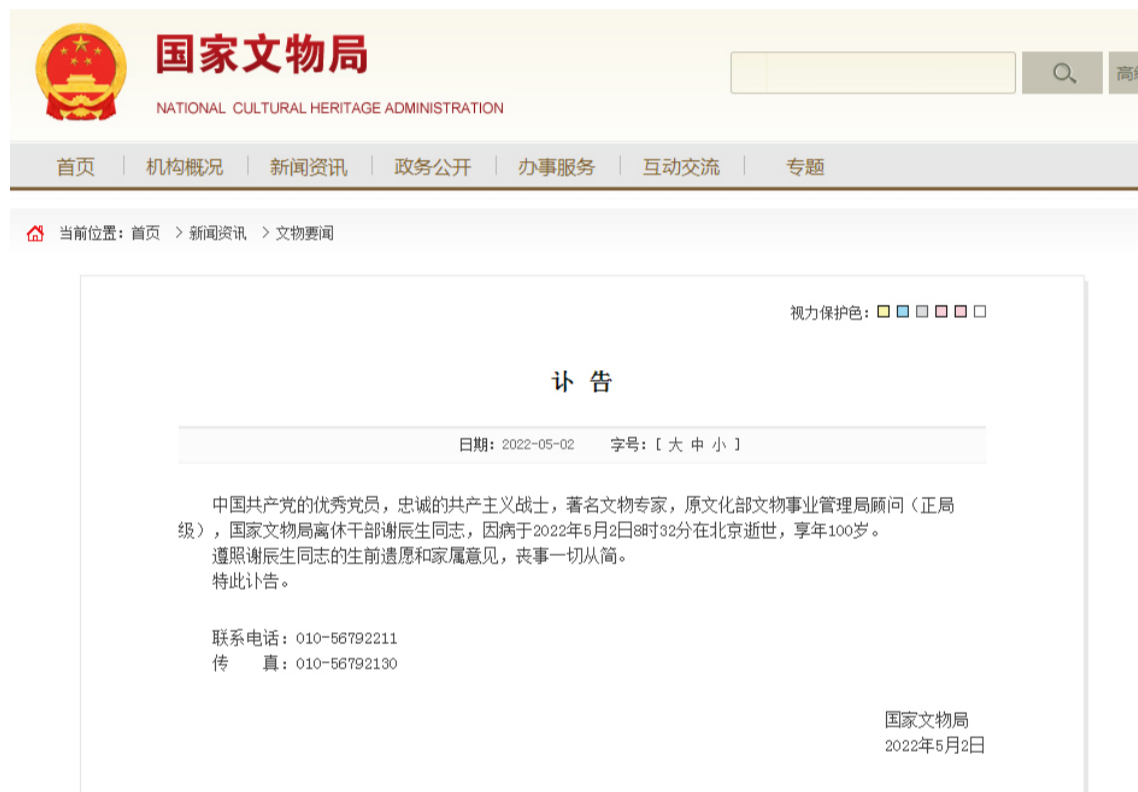 国家文物局
NATIONAL CULTURAL HERITAGE ADMINISTRATION
高级
首页 机构概况 新闻资讯 政务公开 办事服务 互动交流 专题
当前位置：首页 > 新闻资讯 > 文物要闻
视力保护色：
讣 告
日期：2022-05-02 字号：[ 大 中 小 ]
中国共产党的优秀党员，忠诚的共产主义战士，著名文物专家，原文化部文物事业管理局顾问（正局
级），国家文物局离休干部谢辰生同志，因病于2022年5月2日8时32分在北京逝世，享年100岁。
遵照谢辰生同志的生前遗愿和家属意见，丧事一切从简。
特此讣告。
联系电话：010-56792211
传 真：010-56792130
国家文物局
2022年5月2日